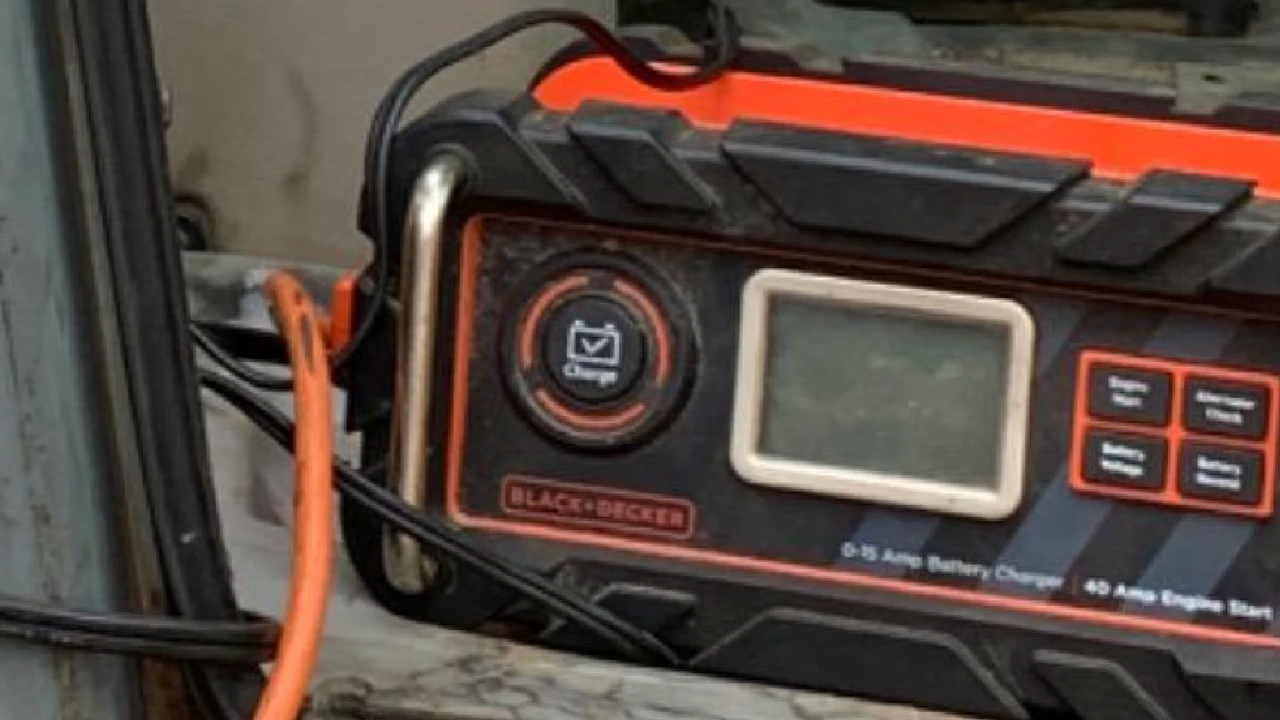 Charge
BLACK+DECKER
Engine
Start
Alternator
Check
Battery
Voltage
Battery
Recond
0-15 Amp Battery Charger | 40 Amp Engine Start